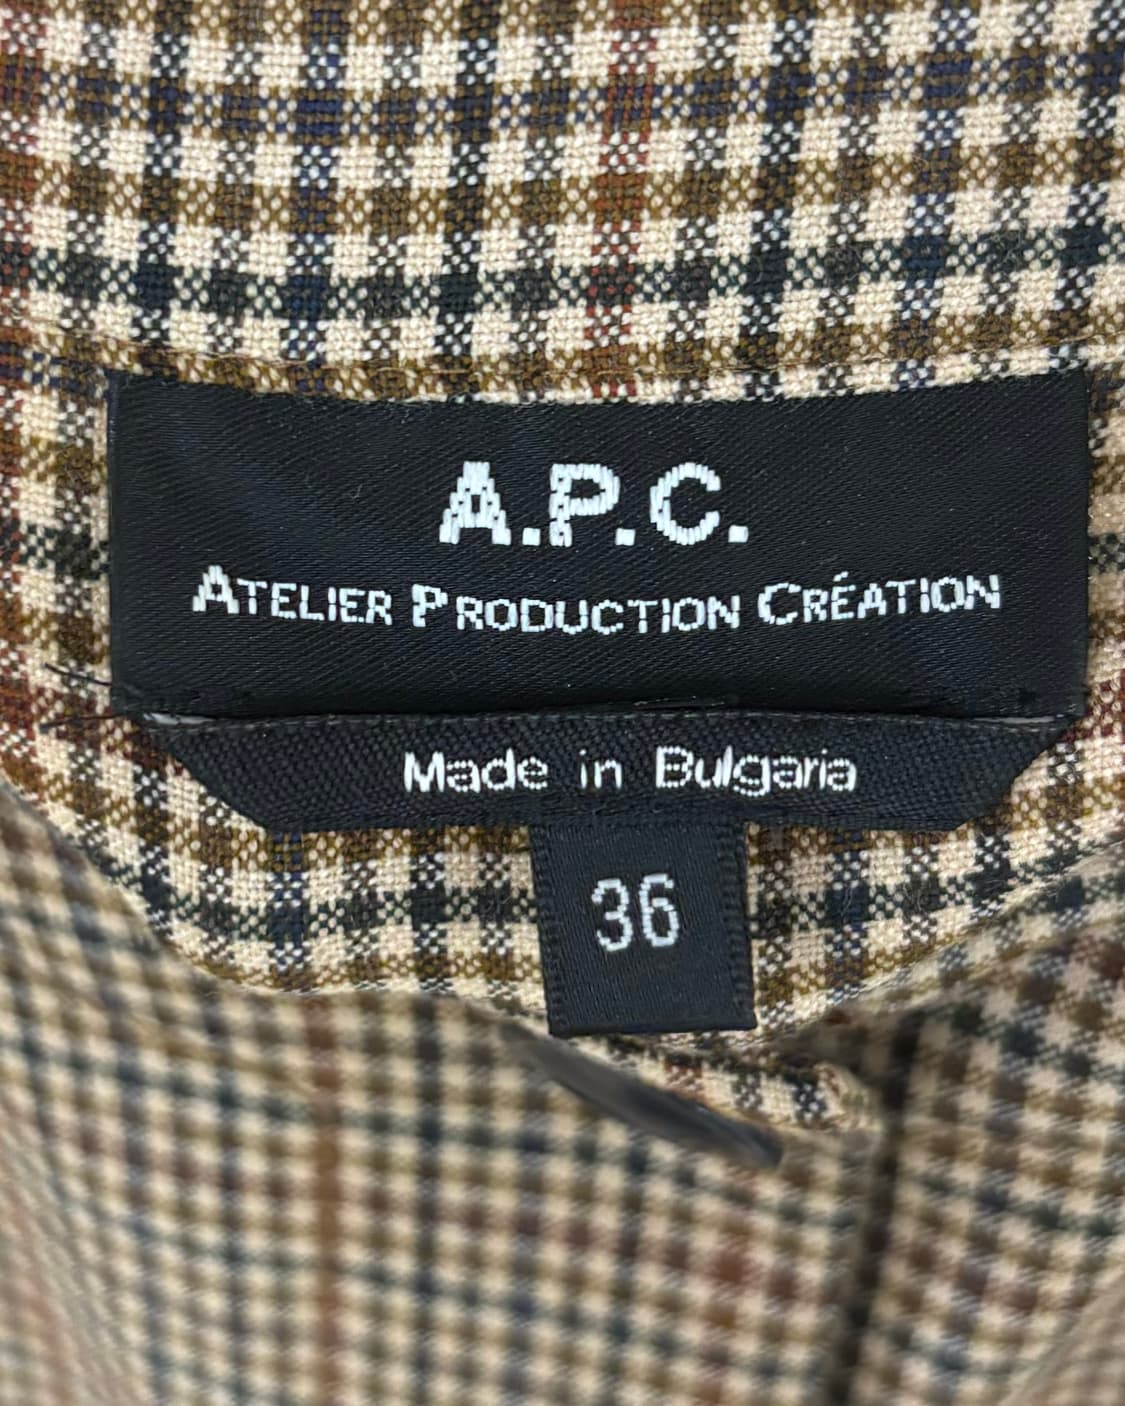 A.P.C.
ATELIER PRODUCTION CRÉATION
Made in Bulgaria
36